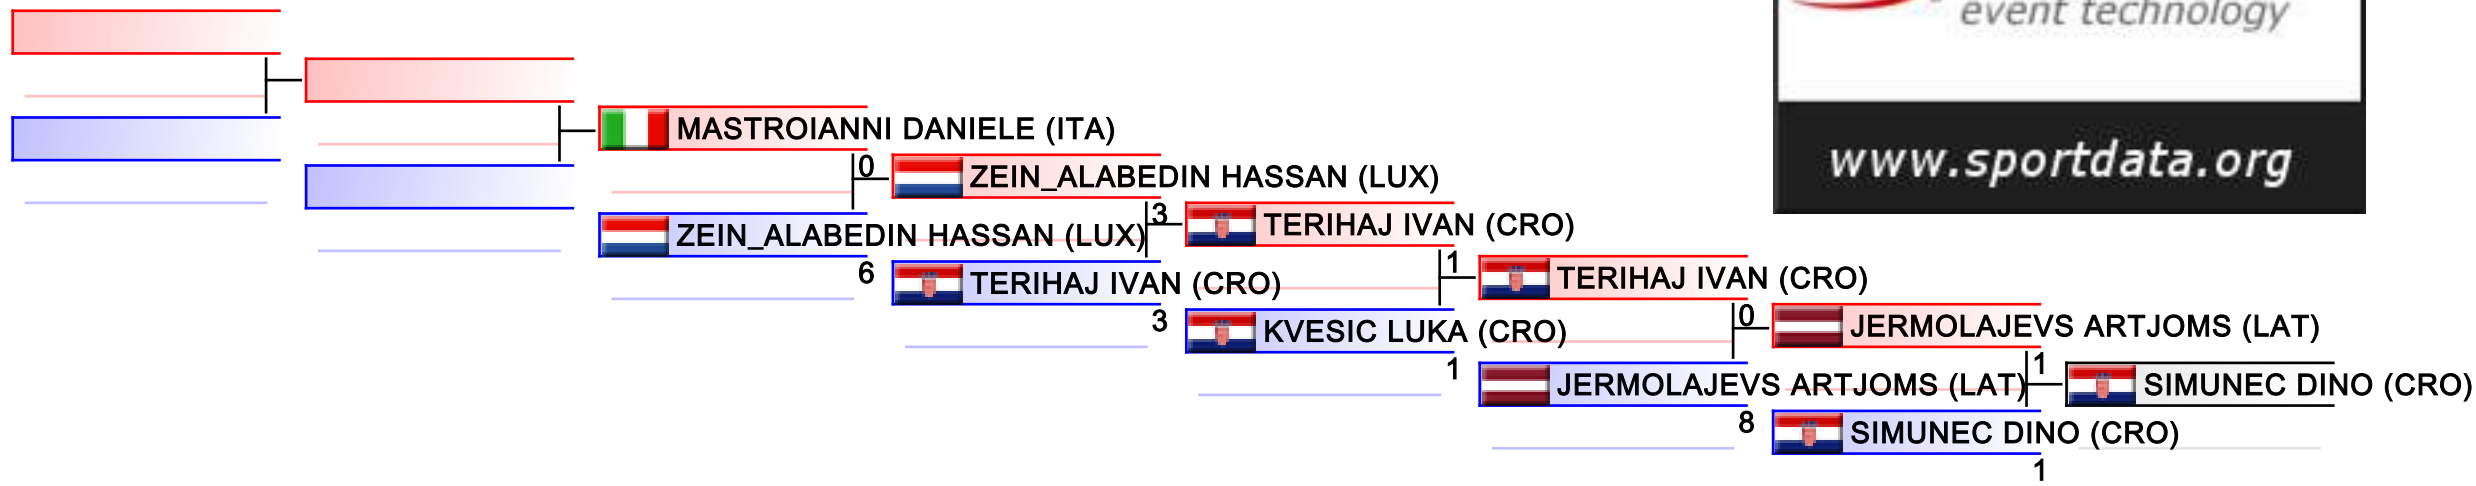 event technology
www.sportdata.org
MASTROIANNI DANIELE (ITA)
0
ZEIN_ALABEDIN HASSAN (LUX)
6
ZEIN_ALABEDIN HASSAN (LUX)
3
TERIHAJ IVAN (CRO)
3
TERIHAJ IVAN (CRO)
1
KVESIC LUKA (CRO)
1
TERIHAJ IVAN (CRO)
0
JERMOLAJEVS ARTJOMS (LAT)
8
JERMOLAJEVS ARTJOMS (LAT)
1
SIMUNEC DINO (CRO)
1
SIMUNEC DINO (CRO)